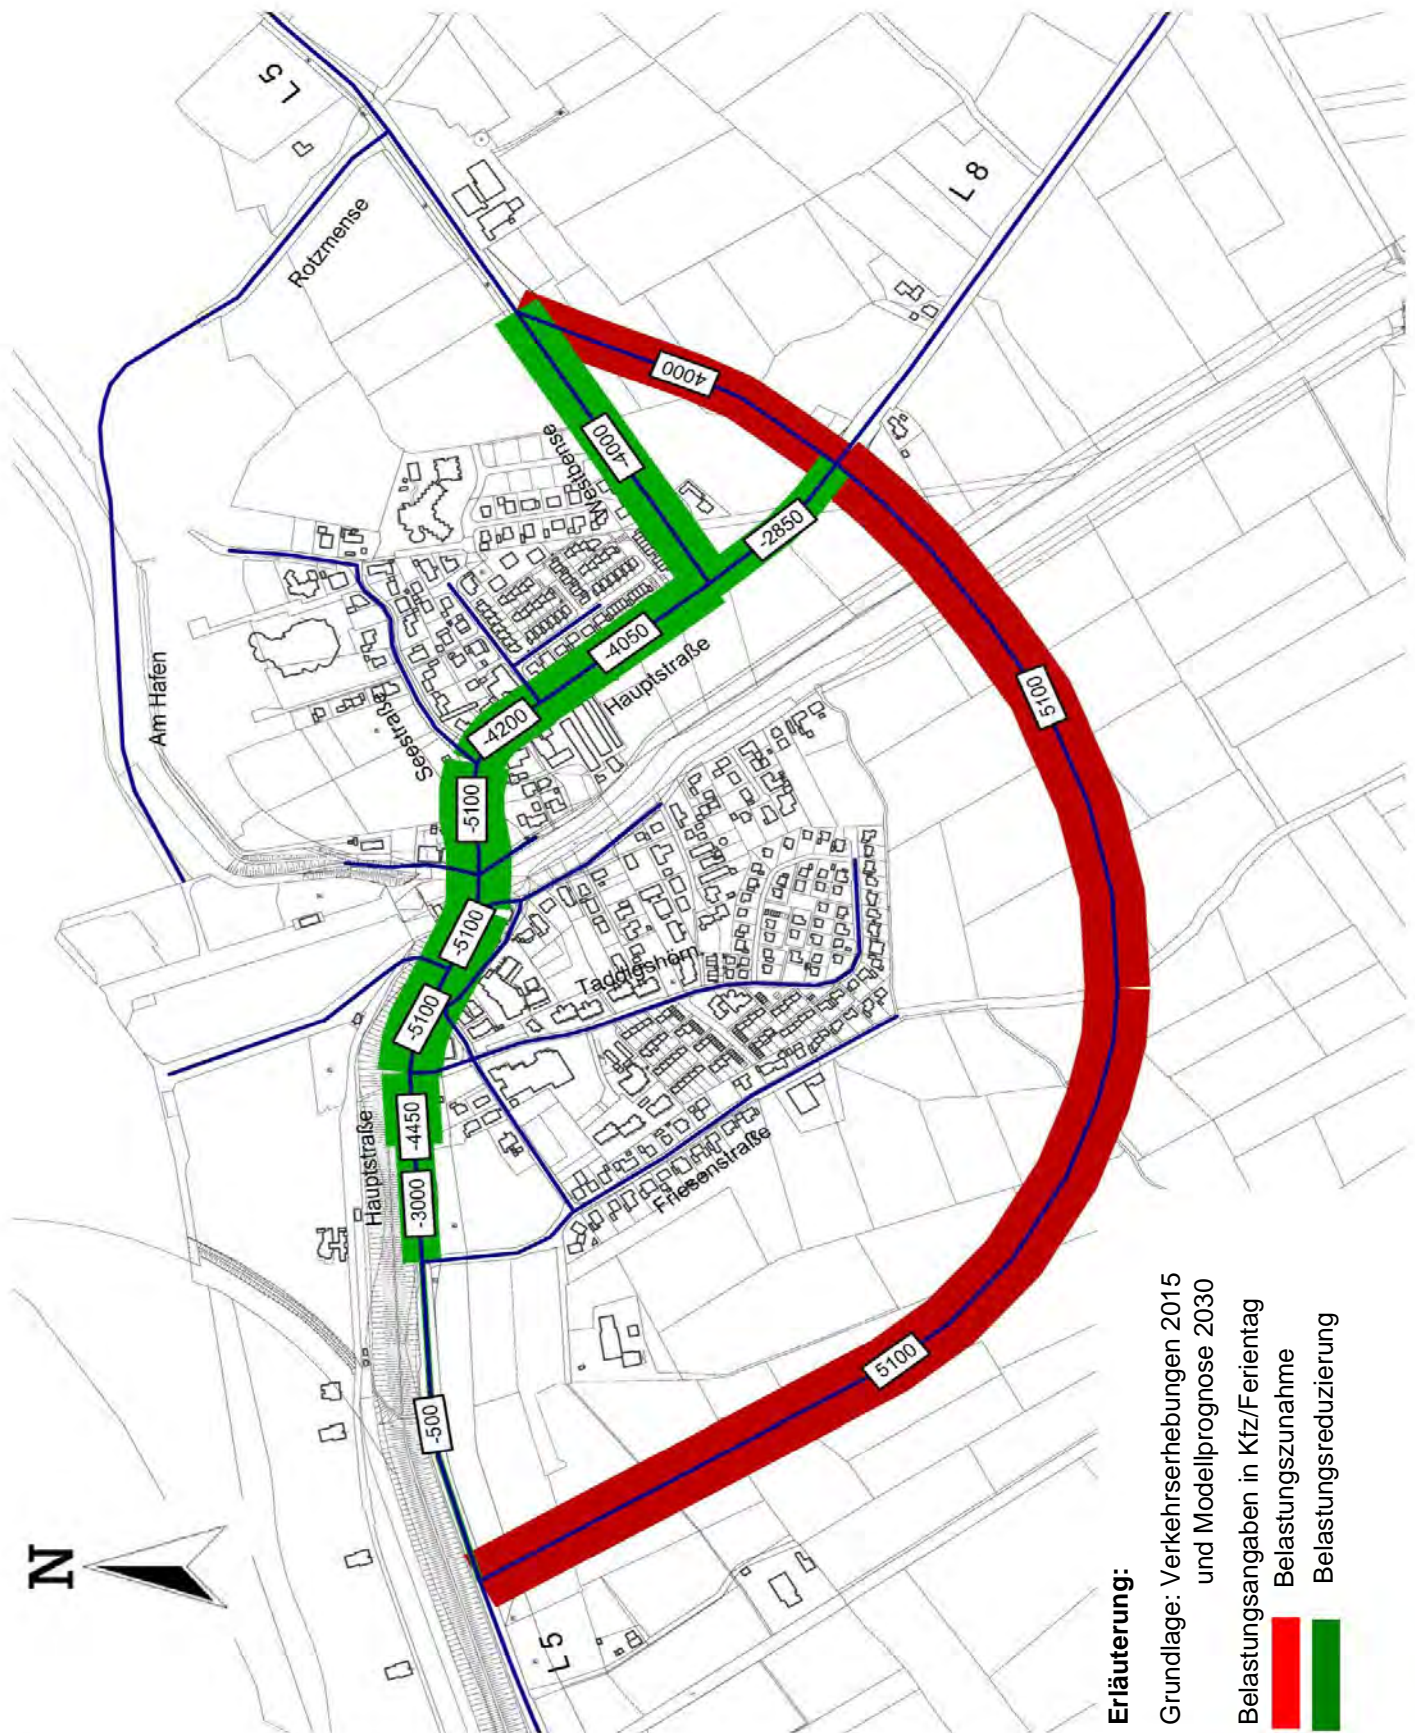 N
L 5
Rotzmense
L 8
Am Hafen
Westbense
4000
-4000
-2850
-4050
Hauptstraße
Seestraße
-4200
-5100
5100
-5100
-5100
Taddigshörn
Hauptstraße
-4450
-3000
Friesenstraße
-500
5100
L 5
Erläuterung:
Grundlage: Verkehrserhebungen 2015
und Modellprognose 2030
Belastungsangaben in Kfz/Ferientag
Belastungszunahme
Belastungsreduzierung